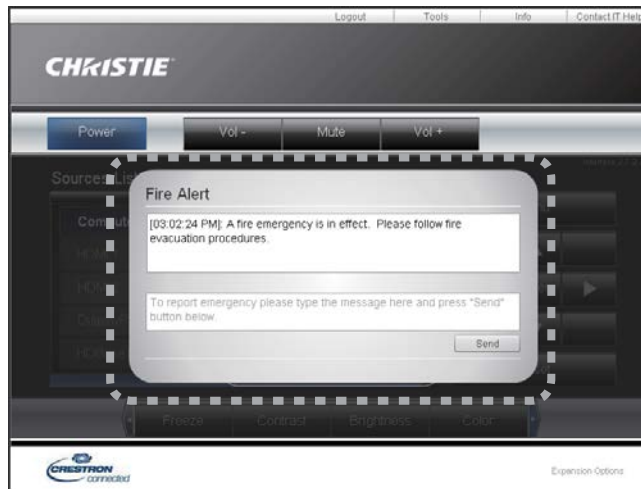 Logout Tools Info Contact IT Help
CHRISTIE
Power Vol - Mute Vol +
Sources List
Fire Alert
[03:02:24 PM]: A fire emergency is in effect. Please follow fire
evacuation procedures.
To report emergency please type the message here and press "Send"
button below.
Send
Freeze Contrast Brightness Color
CRESTRON
connected
Expansion Options